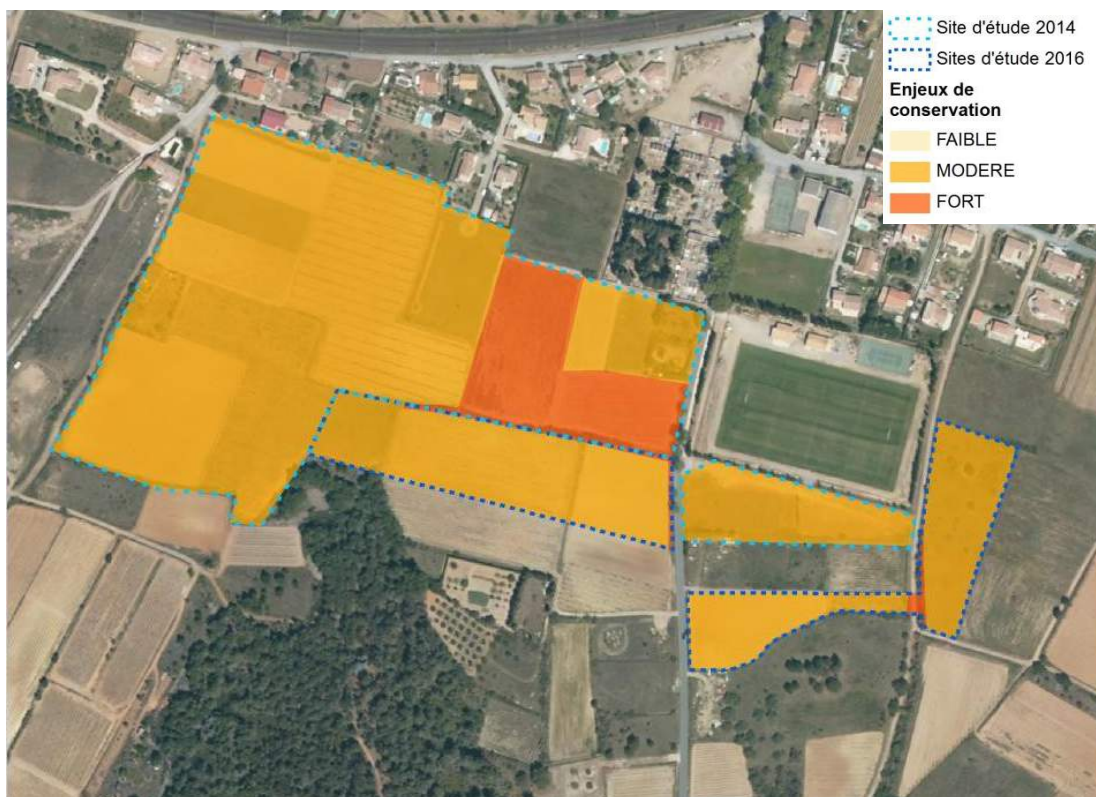 Site d'étude 2014
Sites d'étude 2016
Enjeux de
conservation
FAIBLE
MODERE
FORT